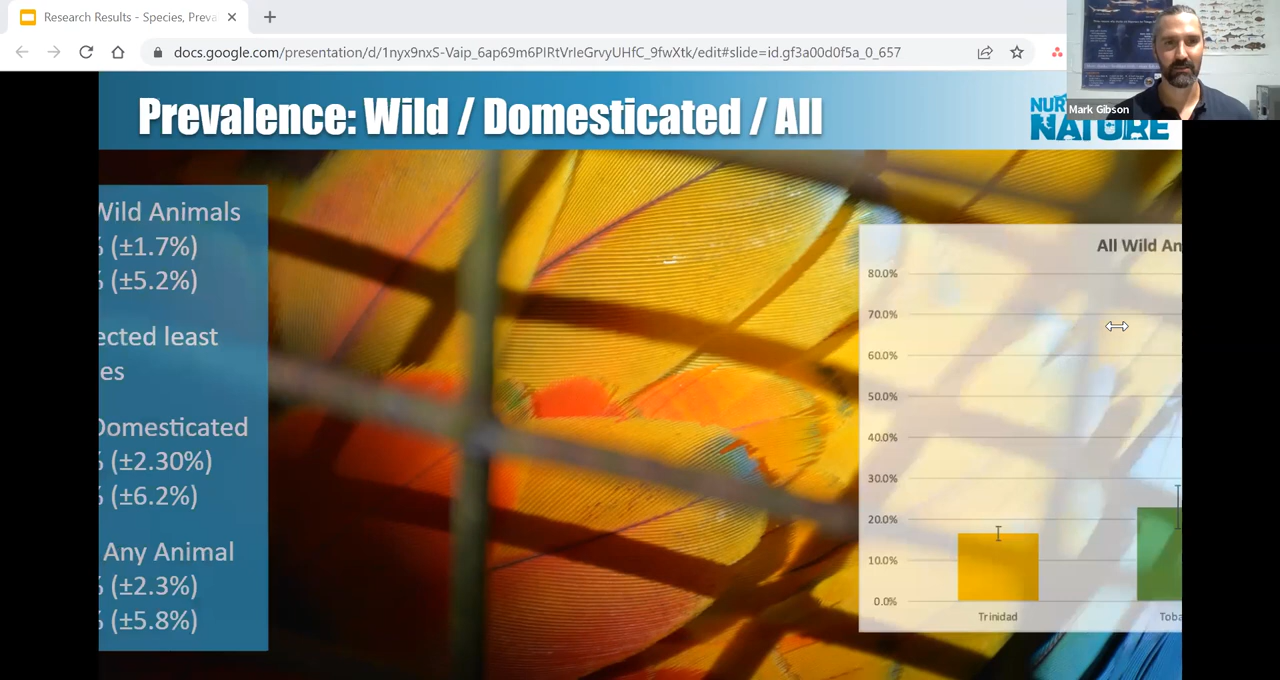 Research Results - Species, Preva
docs.google.com/presentation/d/1nyx9nxS-Vaip_6ap69m6PIRtVrIeGrvyUHfC_9fwXtk/edit#slide=id.gf3a00d0f5a_0_657
Mark Gibson
Prevalence: Wild / Domesticated / All
NATURE
Wild Animals
(±1.7%)
(±5.2%)
ected least
es
Domesticated
(±2.30%)
(±6.2%)
Any Animal
(±2.3%)
(±5.8%)
All Wild An
80.0%
70.0%
60.0%
50.0%
40.0%
30.0%
20.0%
10.0%
0.0%
Trinidad
Toba